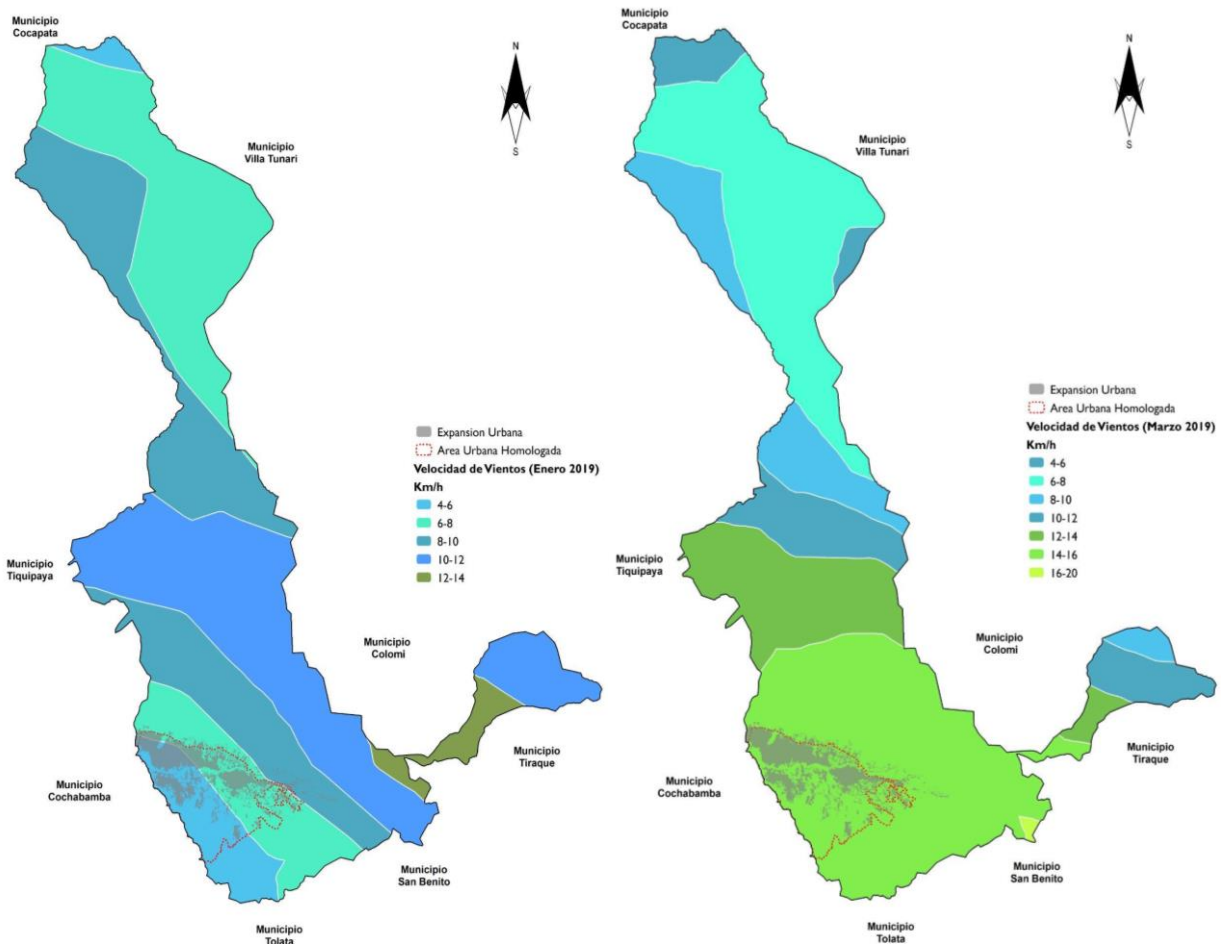 Municipio
Cocapata
N
S
Municipio
Villa Tunari
Expansion Urbana
Area Urbana Homologada
Velocidad de Vientos (Enero 2019)
Km/h
4-6
6-8
8-10
10-12
12-14
Municipio
Tiquipaya
Municipio
Colomi
Municipio
Tiraque
Municipio
Cochabamba
Municipio
San Benito
Municipio
Tolata
Municipio
Cocapata
N
S
Municipio
Villa Tunari
Expansion Urbana
Area Urbana Homologada
Velocidad de Vientos (Marzo 2019)
Km/h
4-6
6-8
8-10
10-12
12-14
14-16
16-20
Municipio
Tiquipaya
Municipio
Colomi
Municipio
Tiraque
Municipio
Cochabamba
Municipio
San Benito
Municipio
Tolata